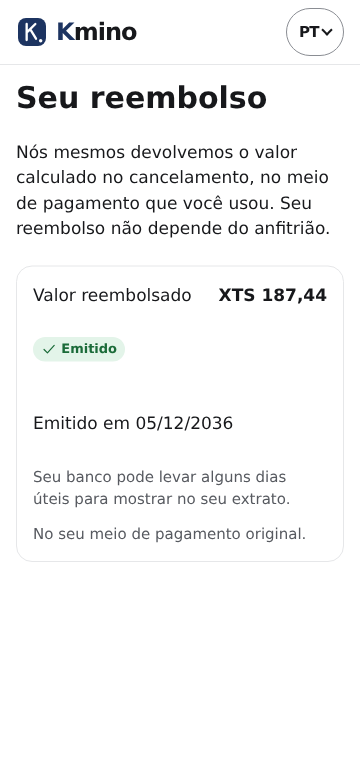 K. Kmino
PT
Seu reembolso
Nós mesmos devolvemos o valor
calculado no cancelamento, no meio
de pagamento que você usou. Seu
reembolso não depende do anfitrião.
Valor reembolsado XTS 187,44
Emitido
Emitido em 05/12/2036
Seu banco pode levar alguns dias
úteis para mostrar no seu extrato.
No seu meio de pagamento original.